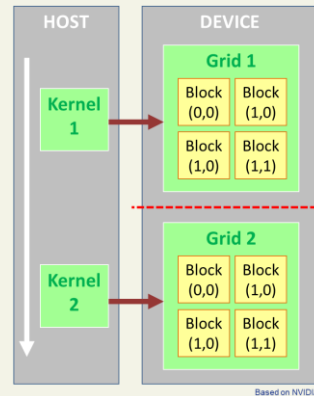 HOST
DEVICE
Kernel
1
Grid 1
Block
(0,0)
Block
(1,0)
Block
(1,0)
Block
(1,1)
Kernel
2
Grid 2
Block
(0,0)
Block
(1,0)
Block
(1,0)
Block
(1,1)
Based on NVIDI